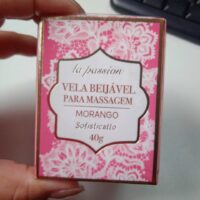 la passion
VELA BEIJÁVEL
PARA MASSAGEM
MORANGO
Sofisticatto
40g